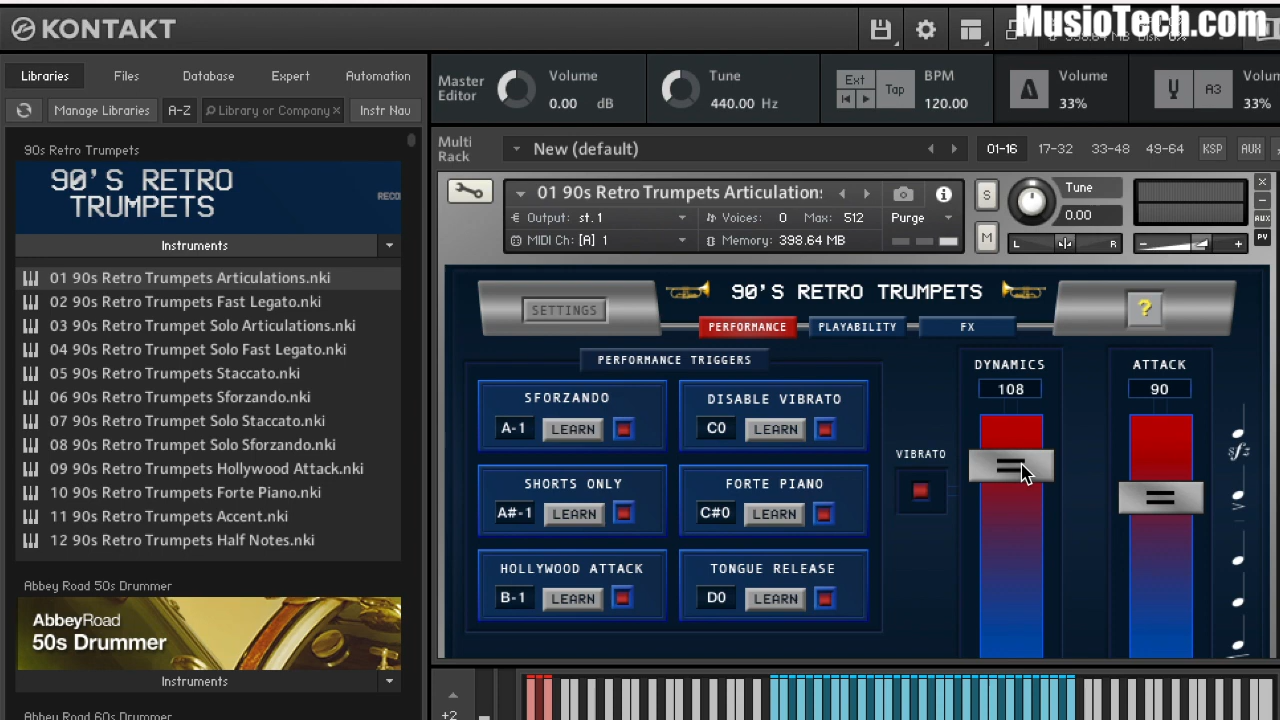 KONTAKT
MusioTech.com
Libraries
Files
Database
Expert
Automation
Manage Libraries
A-Z
Library or Company
Instr Nau
Master
Editor
Volume
0.00 dB
Tune
440.00 Hz
Ext
Tap
BPM
120.00
Volume
33%
A3
33%
Multi
Rack
New (default)
01-16
17-32
33-48
49-64
KSP
AUX
90s Retro Trumpets
90'S RETRO
TRUMPETS
Instruments
01 90s Retro Trumpets Articulations.nki
02 90s Retro Trumpets Fast Legato.nki
03 90s Retro Trumpet Solo Articulations.nki
04 90s Retro Trumpet Solo Fast Legato.nki
05 90s Retro Trumpets Staccato.nki
06 90s Retro Trumpets Sforzando.nki
07 90s Retro Trumpet Solo Staccato.nki
08 90s Retro Trumpet Solo Sforzando.nki
09 90s Retro Trumpets Hollywood Attack.nki
10 90s Retro Trumpets Forte Piano.nki
11 90s Retro Trumpets Accent.nki
12 90s Retro Trumpets Half Notes.nki
Abbey Road 50s Drummer
AbbeyRoad
50s Drummer
Instruments
01 90s Retro Trumpets Articulation:
Output: st.1
Voices: 0 Max: 512
Purge
MIDI Ch: [A] 1
Memory: 398.64 MB
S
M
Tune
0.00
L
R
AUX
PV
SETTINGS
90'S RETRO TRUMPETS
?
PERFORMANCE
PLAYABILITY
FX
PERFORMANCE TRIGGERS
SFORZANDO
A-1 LEARN
DISABLE VIBRATO
C0 LEARN
SHORTS ONLY
A#-1 LEARN
FORTE PIANO
C#0 LEARN
HOLLYWOOD ATTACK
B-1 LEARN
TONGUE RELEASE
D0 LEARN
VIBRATO
DYNAMICS
108
ATTACK
90
sfz
+2